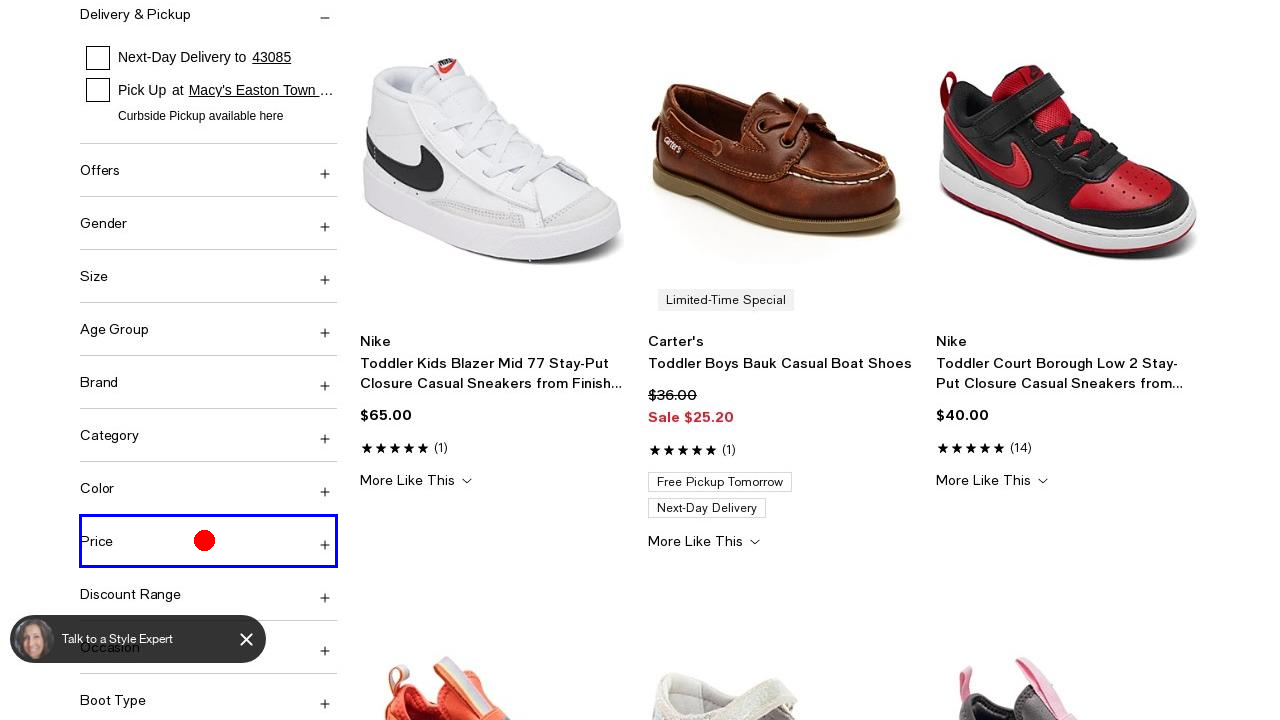 Delivery & Pickup
Next-Day Delivery to 43085
Pick Up at Macy's Easton Town ...
Curbside Pickup available here
Offers
Gender
Size
Age Group
Brand
Category
Color
Price
Discount Range
Talk to a Style Expert
Occasion
Boot Type
Nike
Toddler Kids Blazer Mid 77 Stay-Put
Closure Casual Sneakers from Finish...
$65.00
(1)
More Like This
carter's
Limited-Time Special
Carter's
Toddler Boys Bauk Casual Boat Shoes
$36.00
Sale $25.20
(1)
Free Pickup Tomorrow
Next-Day Delivery
More Like This
Nike
Toddler Court Borough Low 2 Stay-
Put Closure Casual Sneakers from...
$40.00
(14)
More Like This